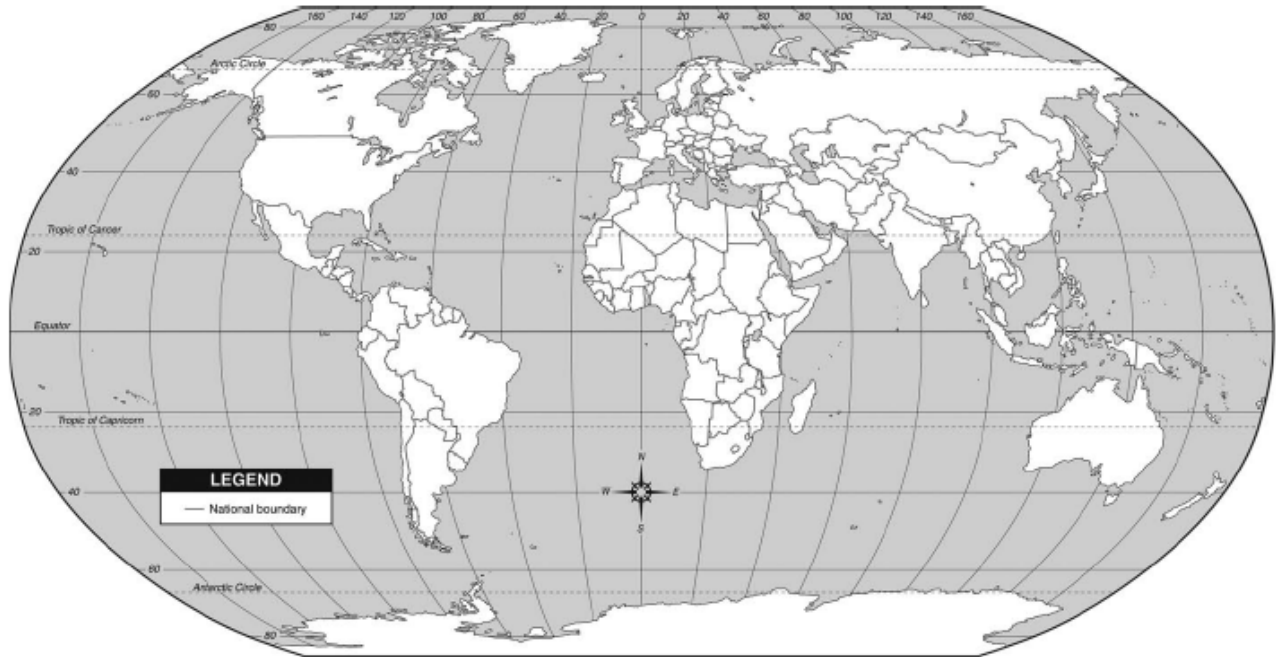 160 140 120 100 80 60 40 20 0 20 40 60 80 100 120 140 160
80
Arctic Circle
60
40
Tropic of Cancer
20
Equator
20
Tropic of Capricorn
N
W E
S
LEGEND
National boundary
40
60
Antarctic Circle
80